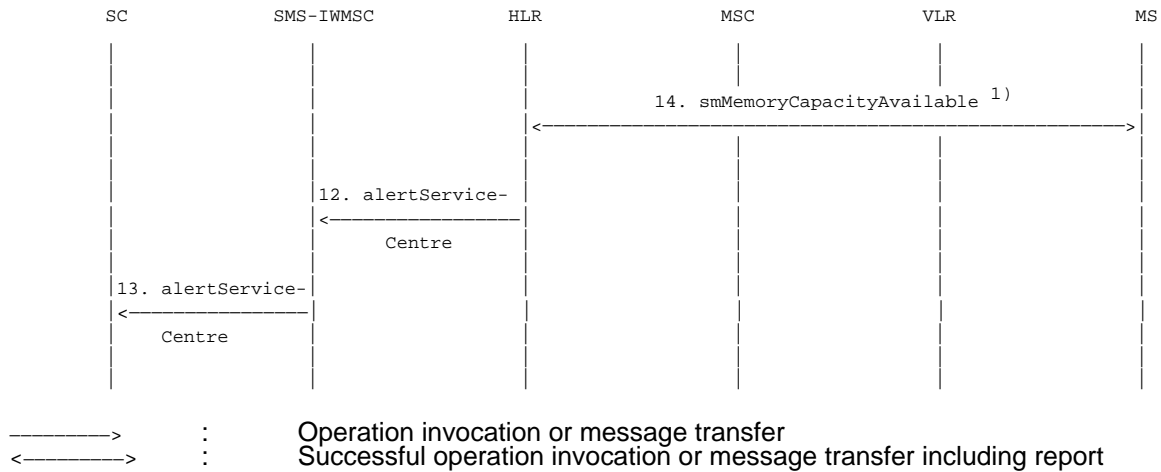 SC SMS-IWMSC HLR MSC VLR MS
14. smMemoryCapacityAvailable 1)
12. alertService-
Centre
13. alertService-
Centre
: Operation invocation or message transfer
: Successful operation invocation or message transfer including report